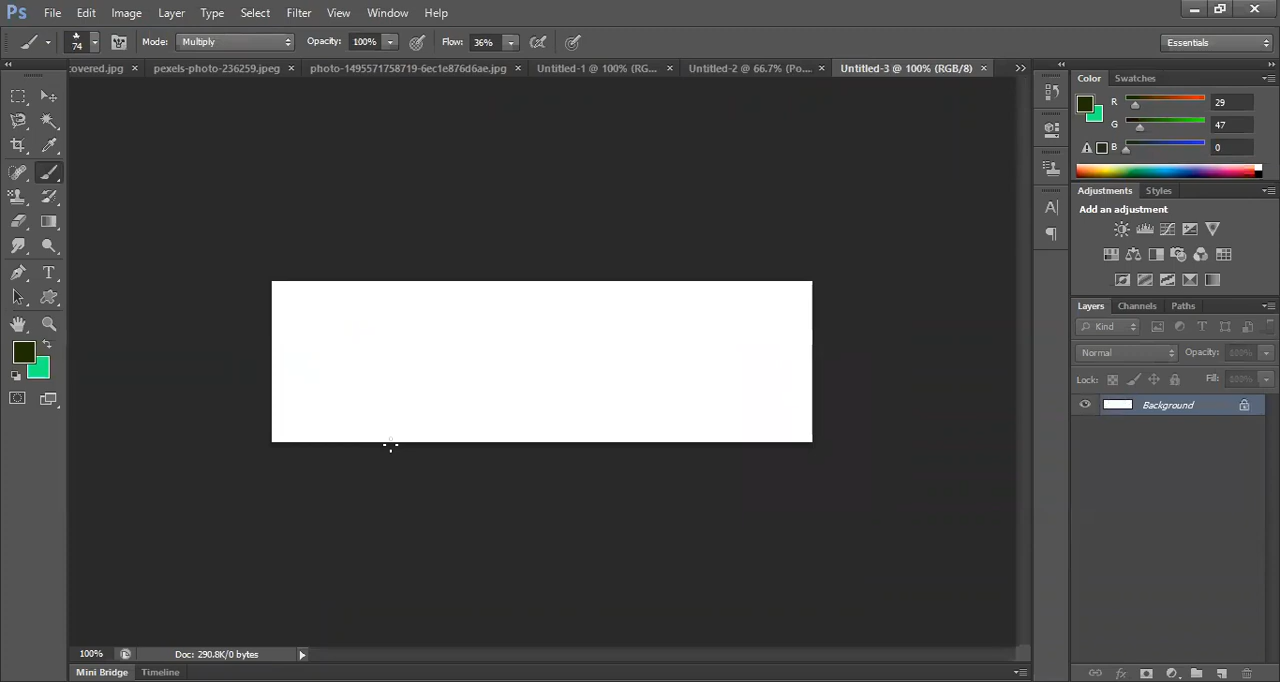 Ps File Edit Image Layer Type Select Filter View Window Help
74 Mode: Multiply Opacity: 100% Flow: 36% Essentials
covered.jpg × pexels-photo-236259.jpeg × photo-1495571758719-6ec1e876d6ae.jpg × Untitled-1 @ 100% (RG... × Untitled-2 @ 66.7% (Po... × Untitled-3 @ 100% (RGB/8) ×
Color Swatches
R 29
G 47
B 0
Adjustments Styles
Add an adjustment
Layers Channels Paths
Kind
Normal Opacity: 100%
Lock: Fill: 100%
Background
100% Doc: 290.8K/0 bytes
Mini Bridge Timeline